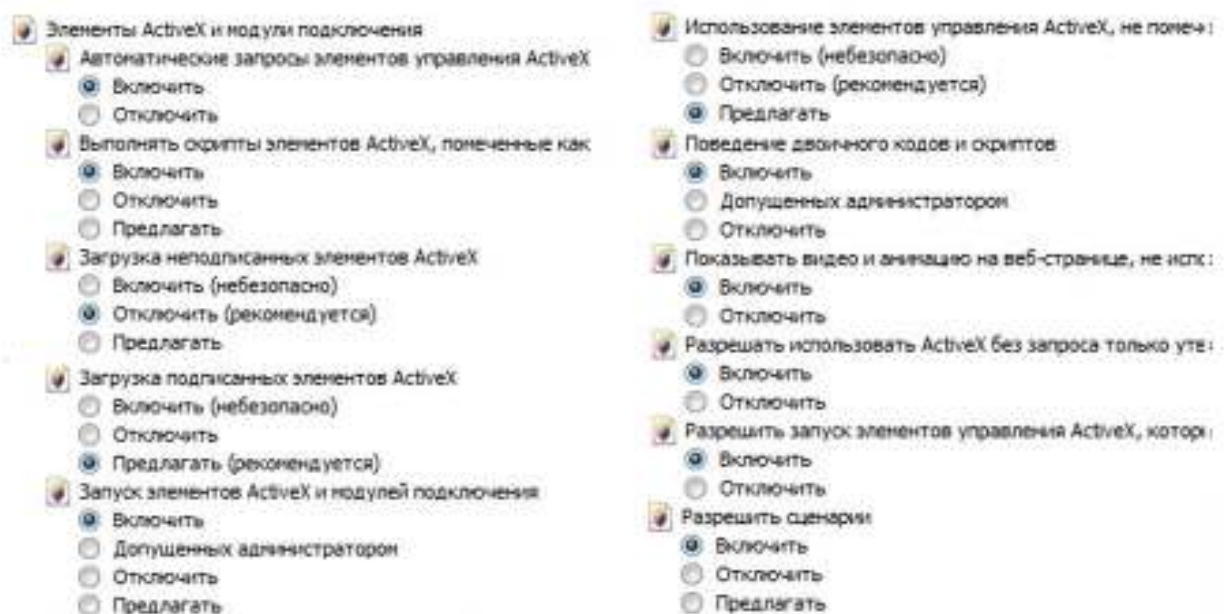 Элементы ActiveX и модули подключения
Автоматические запросы элементов управления ActiveX
Включить
Отключить
Выполнять скрипты элементов ActiveX, помеченные как
Включить
Отключить
Предлагать
Загрузка неподписанных элементов ActiveX
Включить (небезопасно)
Отключить (рекомендуется)
Предлагать
Загрузка подписанных элементов ActiveX
Включить (небезопасно)
Отключить
Предлагать (рекомендуется)
Запуск элементов ActiveX и модулей подключения
Включить
Допущенных администратором
Отключить
Предлагать
Использование элементов управления ActiveX, не
Включить (небезопасно)
Отключить (рекомендуется)
Предлагать
Поведение двоичного кодов и скриптов
Включить
Допущенных администратором
Отключить
Показывать видео и анимацию на веб-странице, не
Включить
Отключить
Разрешать использовать ActiveX без запроса только
Включить
Отключить
Разрешить запуск элементов управления ActiveX,
Включить
Отключить
Разрешить сценарии
Включить
Отключить
Предлагать